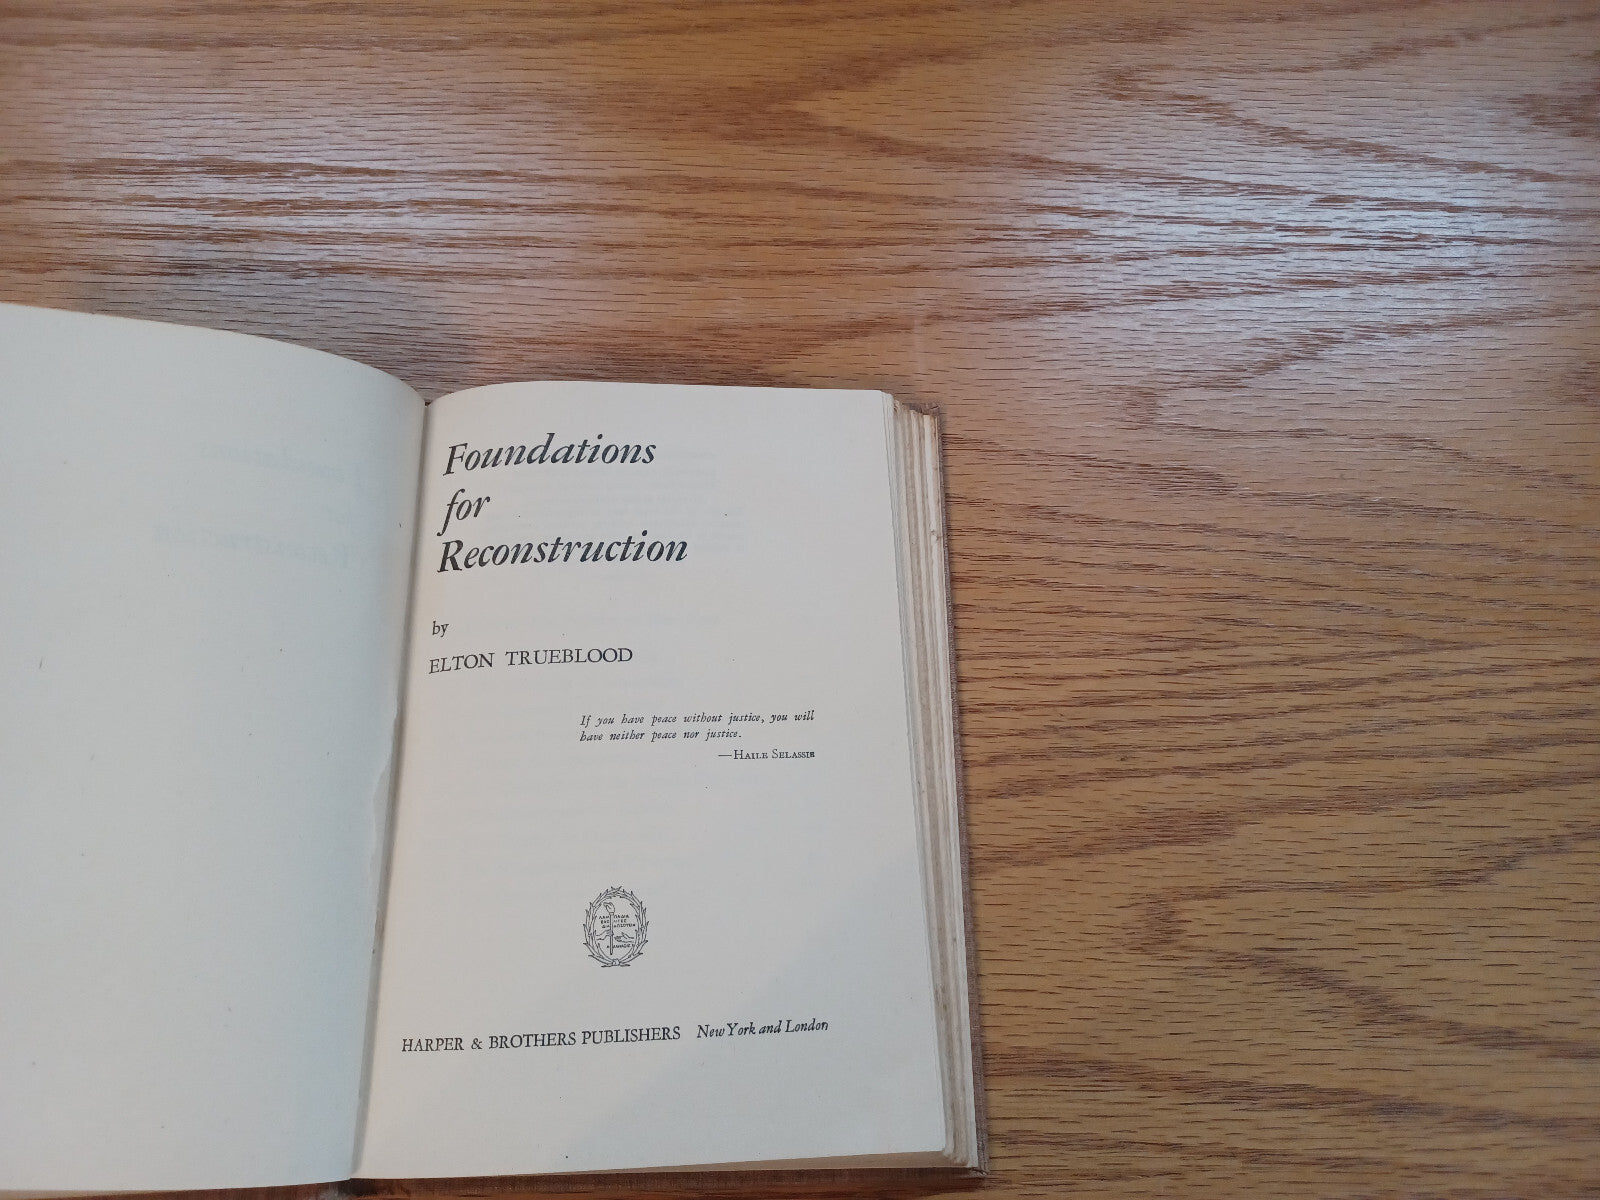 Foundations
for
Reconstruction
by
ELTON TRUEBLOOD
If you have peace without justice, you will
have neither peace nor justice.
—HAILE SELASSIE
HARPER & BROTHERS PUBLISHERS New York and London